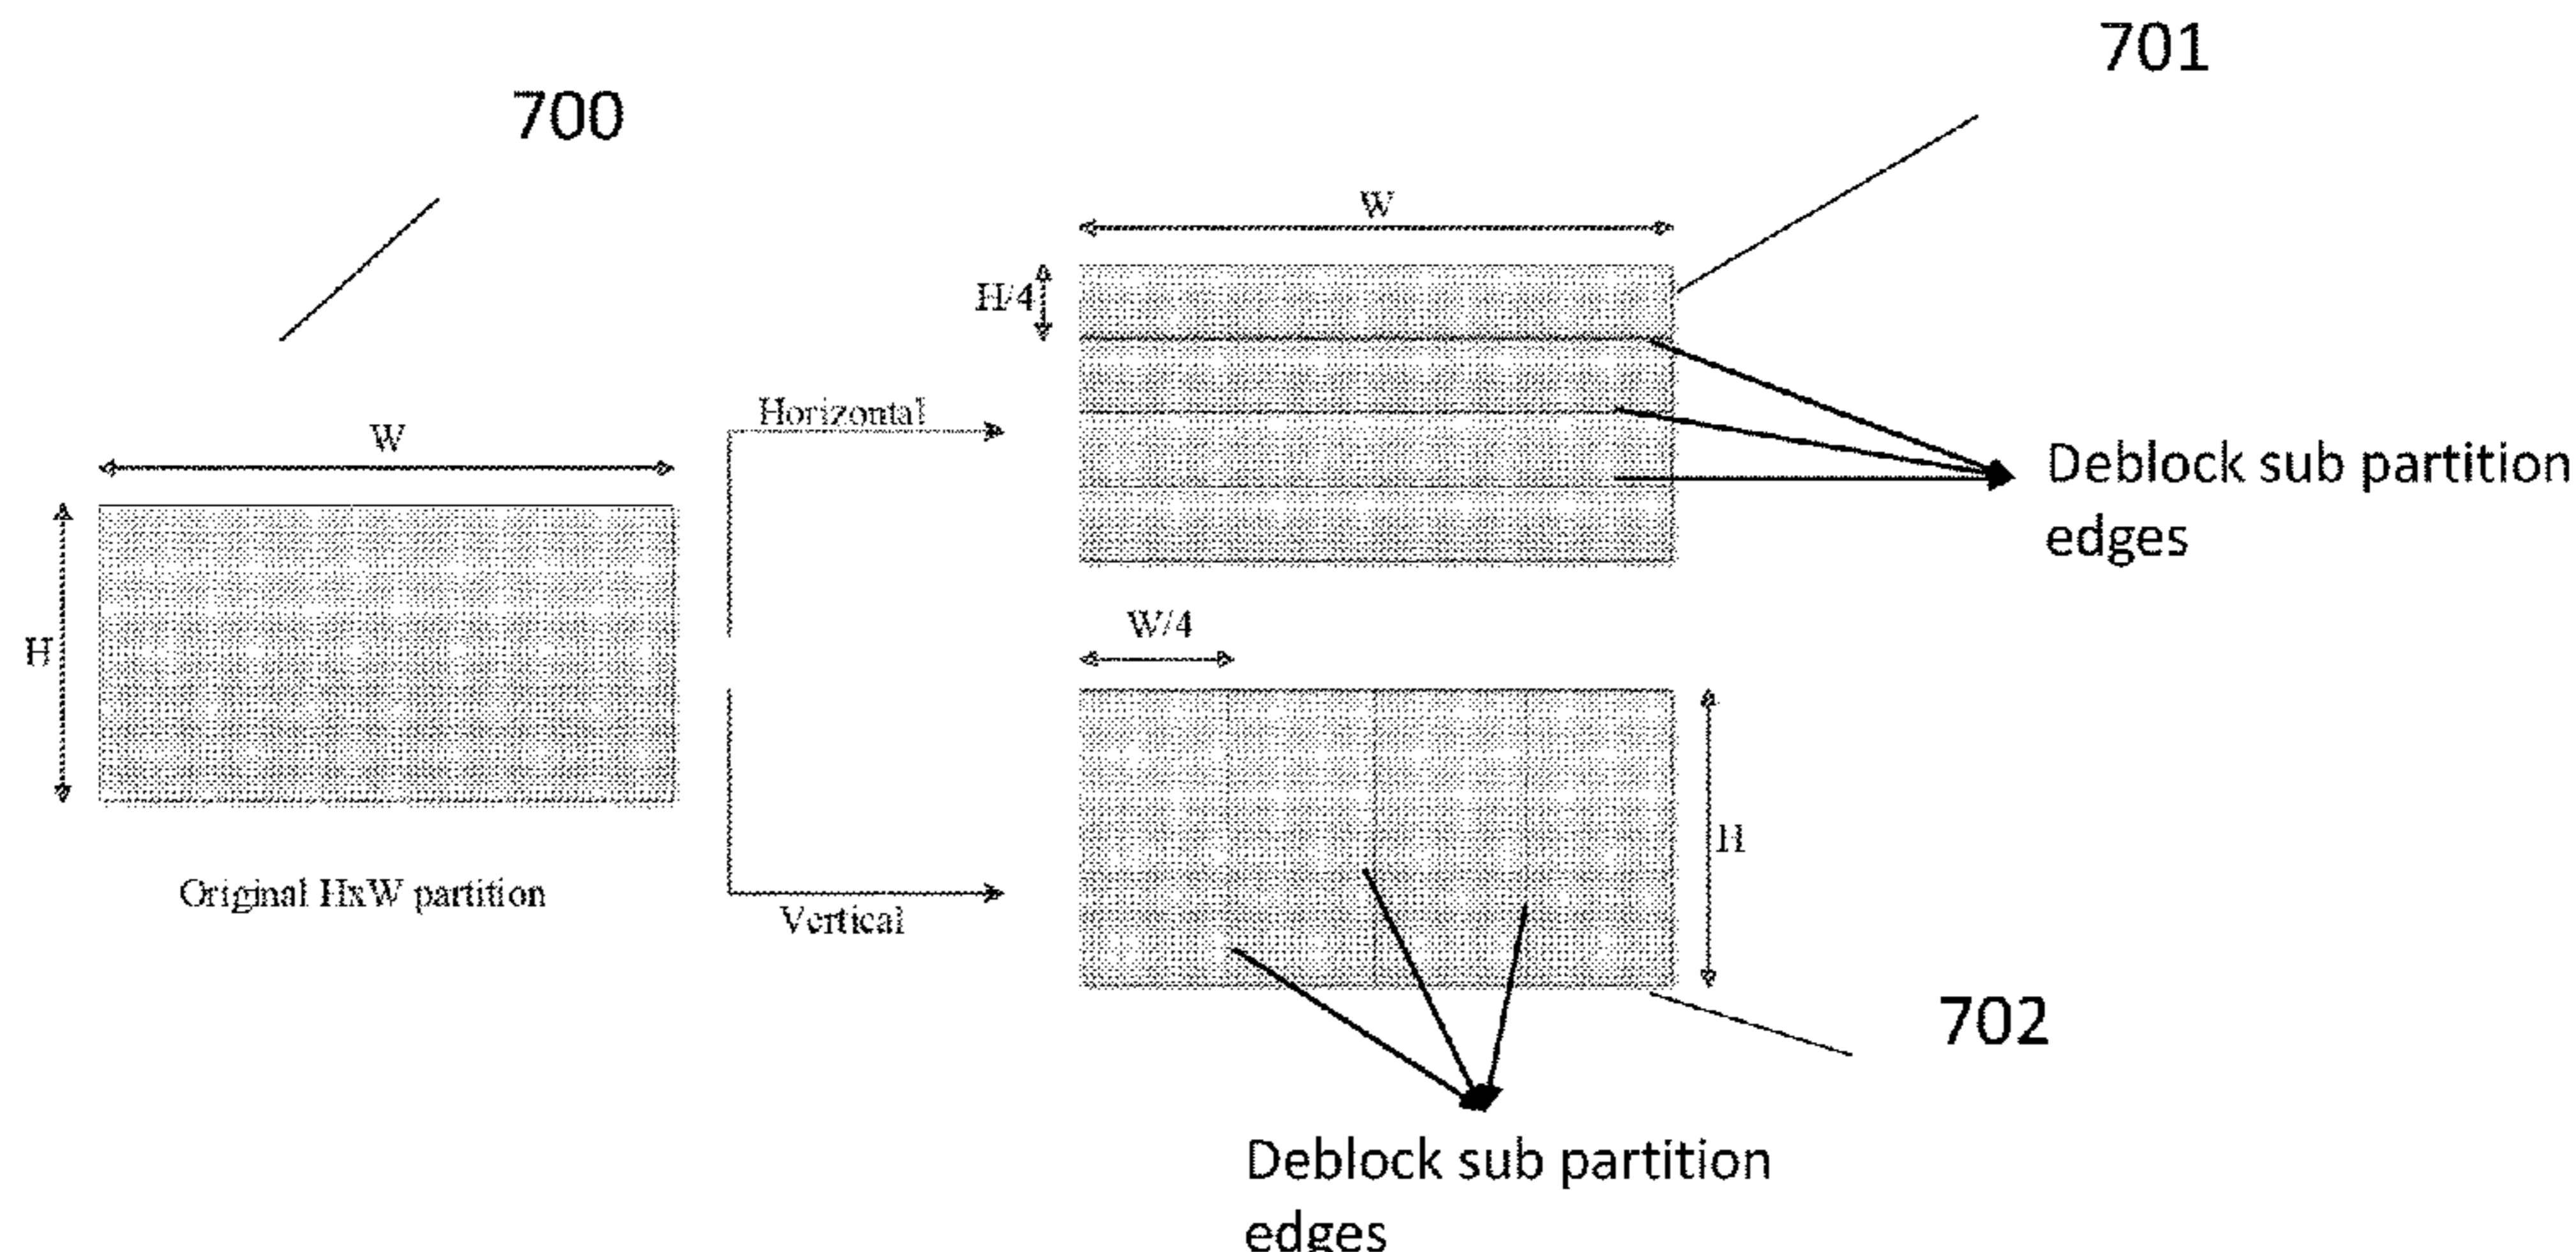 701
700
W
H/4
Horizontal
W
Deblock sub partition
edges
H
W/4
H
Original HxW partition
Vertical
702
Deblock sub partition
edges